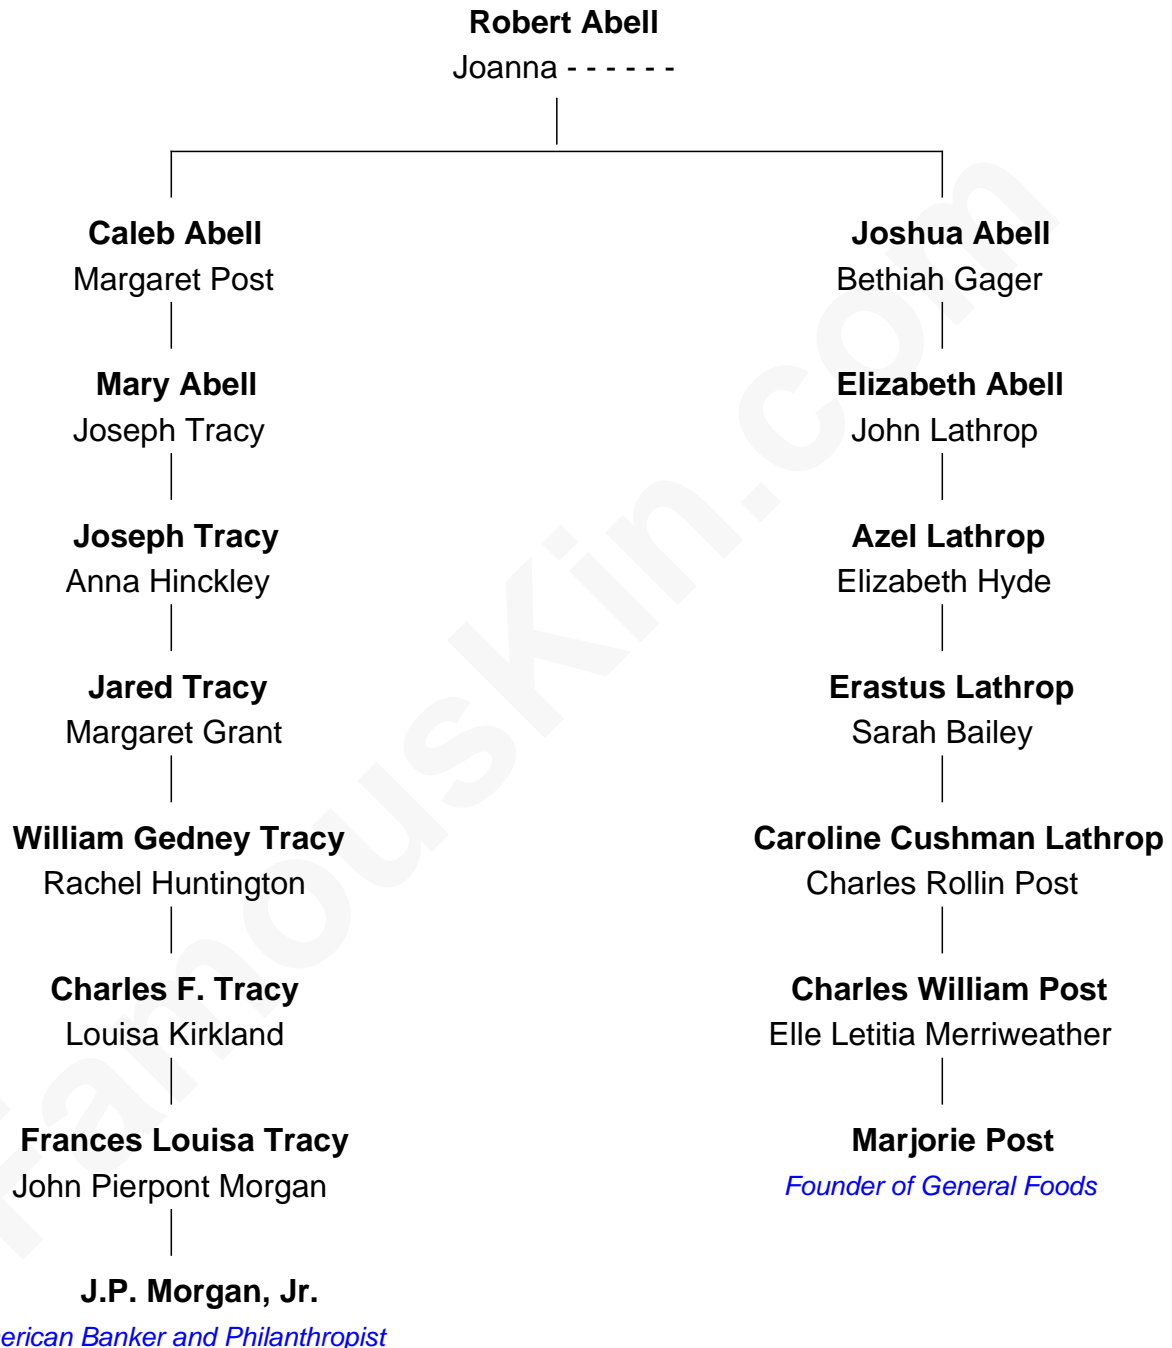 Robert Abell
Joanna - - - - - -
Caleb Abell
Margaret Post
Joshua Abell
Bethiah Gager
Mary Abell
Joseph Tracy
Elizabeth Abell
John Lathrop
Joseph Tracy
Anna Hinckley
Azel Lathrop
Elizabeth Hyde
Jared Tracy
Margaret Grant
Erastus Lathrop
Sarah Bailey
William Gedney Tracy
Rachel Huntington
Caroline Cushman Lathrop
Charles Rollin Post
Charles F. Tracy
Louisa Kirkland
Charles William Post
Elle Letitia Merriweather
Frances Louisa Tracy
John Pierpont Morgan
Marjorie Post
Founder of General Foods
J.P. Morgan, Jr.
erican Banker and Philanthropist
FamousKin.com